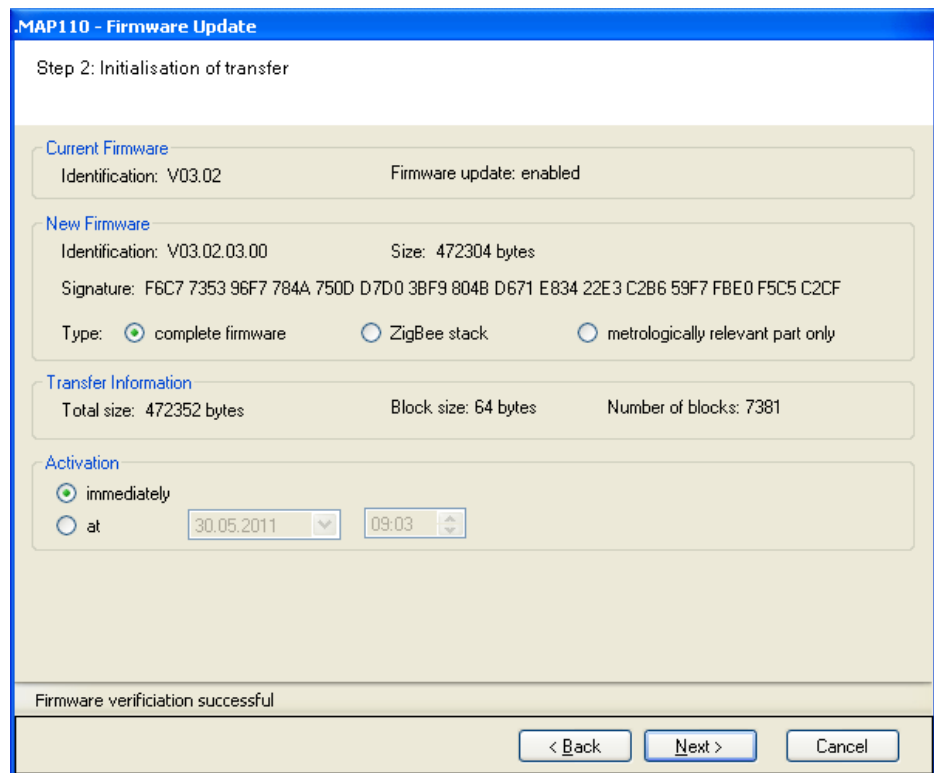 .MAP110 - Firmware Update
Step 2: Initialisation of transfer
Current Firmware
Identification: V03.02 Firmware update: enabled
New Firmware
Identification: V03.02.03.00 Size: 472304 bytes
Signature: F6C7 7353 96F7 784A 750D D7D0 3BF9 804B D671 E834 22E3 C2B6 59F7 FBE0 F5C5 C2CF
Type: complete firmware ZigBee stack metrologically relevant part only
Transfer Information
Total size: 472352 bytes Block size: 64 bytes Number of blocks: 7381
Activation
immediately
at 30.05.2011 09:03
Firmware verificiation successful
< Back Next > Cancel